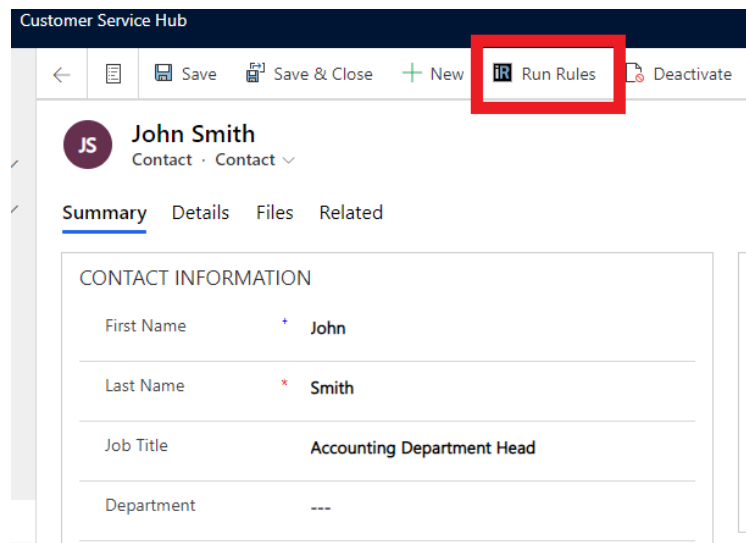 Customer Service Hub
Save Save & Close New iR Run Rules Deactivate
JS
John Smith
Contact · Contact
Summary Details Files Related
CONTACT INFORMATION
First Name + John
Last Name * Smith
Job Title Accounting Department Head
Department ---